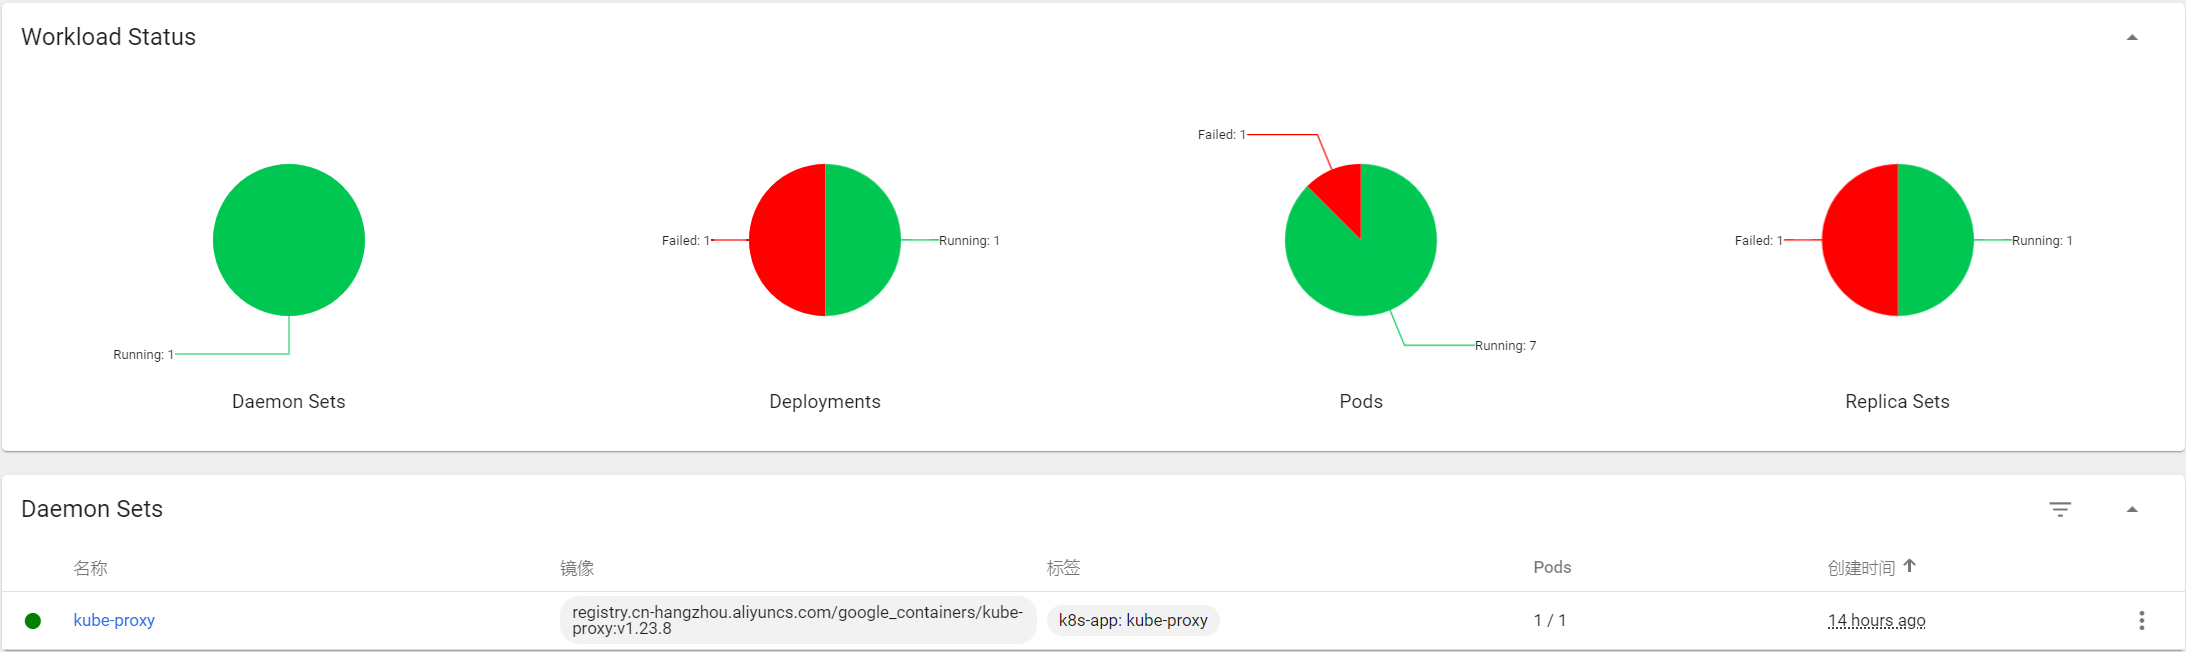 Workload Status
Failed: 1
Failed: 1
Running: 1
Failed: 1
Running: 1
Running: 1
Running: 7
Daemon Sets
Deployments
Pods
Replica Sets
Daemon Sets
名称
镜像
标签
Pods
创建时间
kube-proxy
registry.cn-hangzhou.aliyuncs.com/google_containers/kube-
proxy:v1.23.8
k8s-app: kube-proxy
1 / 1
14 hours ago